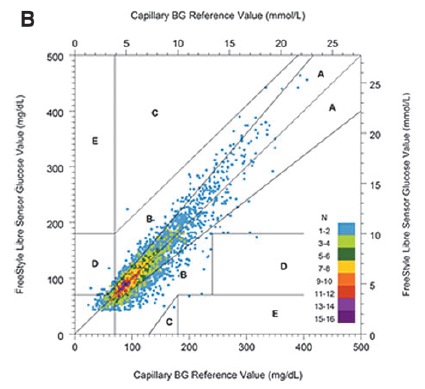 B
Capillary BG Reference Value (mmol/L)
0 5 10 15 20 25
500
400
300
200
100
0
FreeStyle Libre Sensor Glucose Value (mg/dL)
25
20
15
10
5
0
FreeStyle Libre Sensor Glucose Value (mmol/L)
A
A
C
E
B
D
B
D
C
E
N
1-2
3-4
5-6
7-8
9-10
11-12
13-14
15-16
0 100 200 300 400 500
Capillary BG Reference Value (mg/dL)